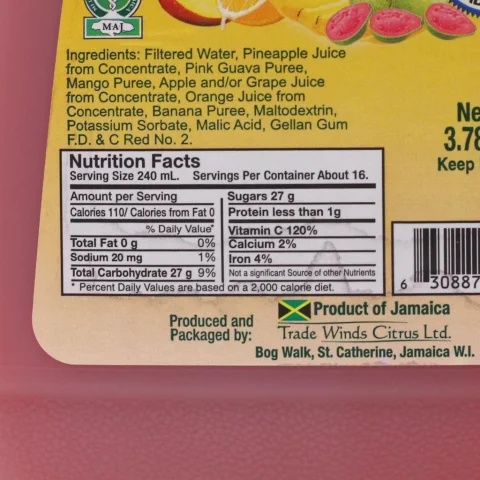 MAJ
Ingredients: Filtered Water, Pineapple Juice
from Concentrate, Pink Guava Puree,
Mango Puree, Apple and/or Grape Juice
from Concentrate, Orange Juice from
Concentrate, Banana Puree, Maltodextrin,
Potassium Sorbate, Malic Acid, Gellan Gum
F.D. & C Red No. 2.
Ne
3.78
Keep
Nutrition Facts
Serving Size 240 mL. Servings Per Container About 16.
Amount per Serving
Calories 110/ Calories from Fat 0
% Daily Value*
Total Fat 0 g 0%
Sodium 20 mg 1%
Total Carbohydrate 27 g 9%
Sugars 27 g
Protein less than 1g
Vitamin C 120%
Calcium 2%
Iron 4%
Not a significant Source of other Nutrients
* Percent Daily Values are based on a 2,000 calorie diet.
6 30887
Produced and
Packaged by:
Product of Jamaica
Trade Winds Citrus Ltd.
Bog Walk, St. Catherine, Jamaica W.I.